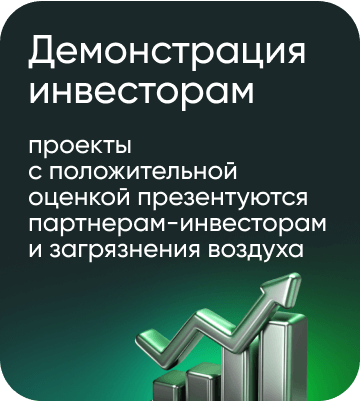 Демонстрация
инвесторам
проекты
с положительной
оценкой презентуются
партнерам-инвесторам
и загрязнения воздуха